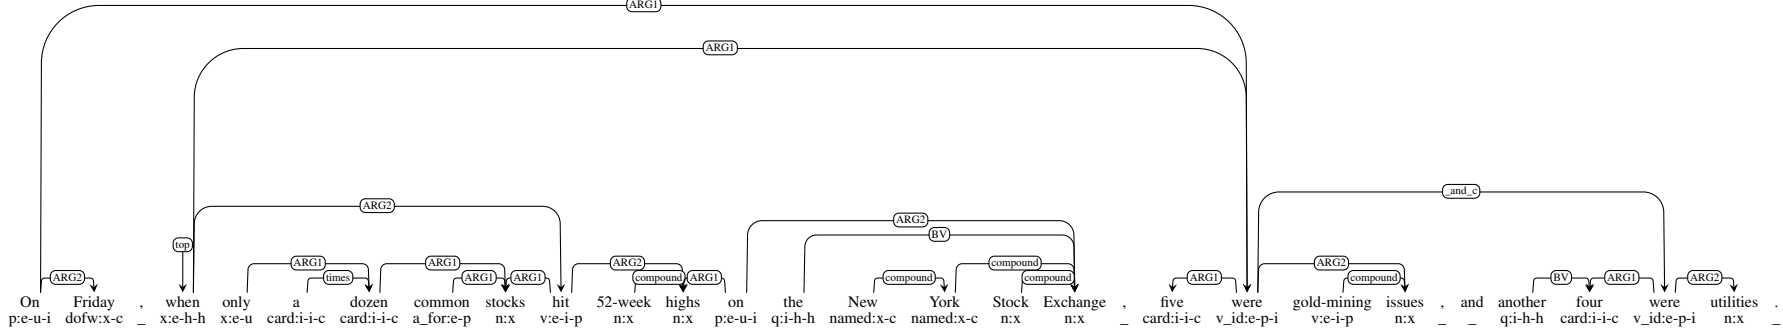 ARG1
ARG1
_and_c
ARG2
ARG2
BV
top
ARG1 ARG1 ARG2 compound ARG2
ARG2 times ARG1 ARG1 compound ARG1 compound compound ARG1 compound BV ARG1 ARG2
On Friday , when only a dozen common stocks hit 52-week highs on the New York Stock Exchange , five were gold-mining issues , and another four were utilities .
p:e-u-i dofw:x-c _ x:e-h-h x:e-u card:i-i-c card:i-i-c a_for:e-p n:x v:e-i-p n:x n:x p:e-u-i q:i-h-h named:x-c named:x-c n:x n:x _ card:i-i-c v_id:e-p-i v:e-i-p n:x _ _ q:i-h-h card:i-i-c v_id:e-p-i n:x _